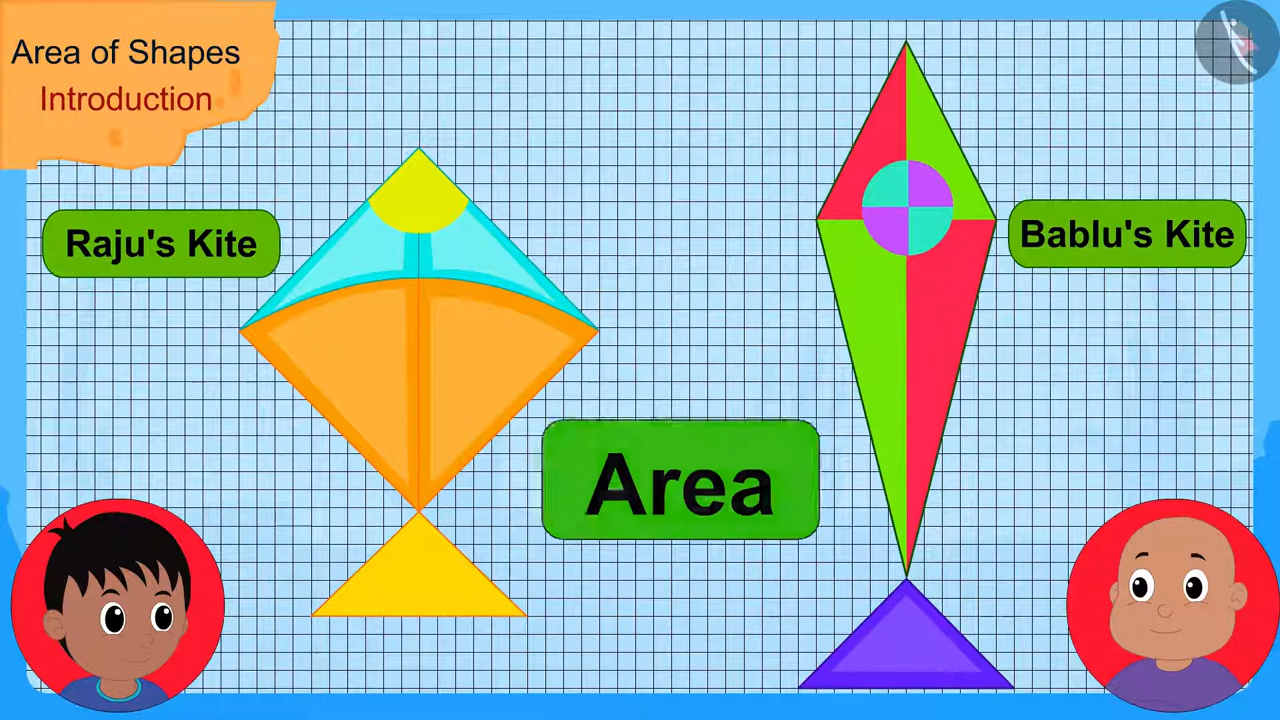 Area of Shapes
Introduction
Raju's Kite
Bablu's Kite
Area